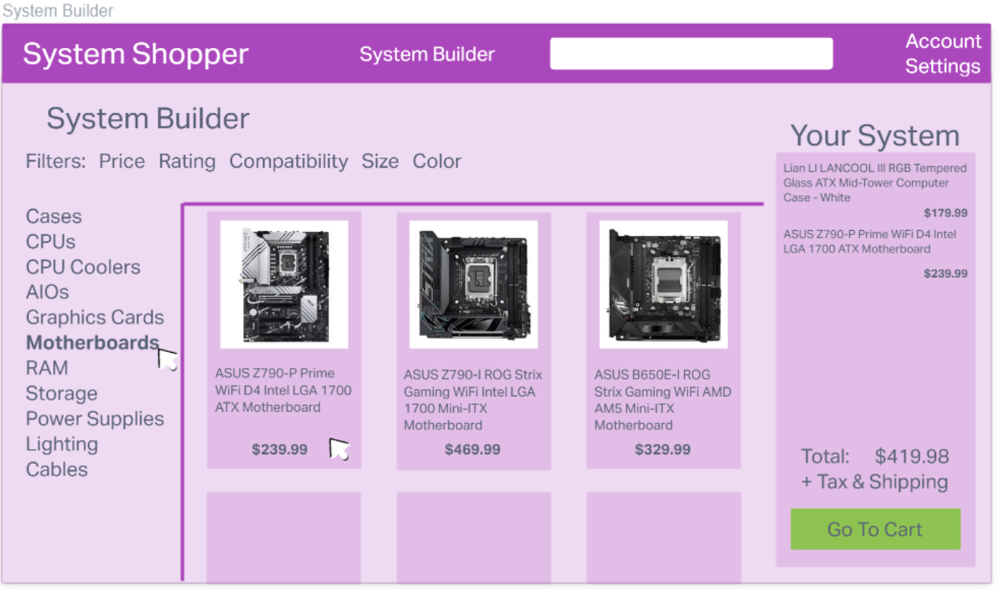 System Builder
System Shopper
System Builder
Account
Settings
System Builder
Filters: Price Rating Compatibility Size Color
Cases
CPUs
CPU Coolers
AIOs
Graphics Cards
Motherboards
RAM
Storage
Power Supplies
Lighting
Cables
ASUS Z790-P Prime
WiFi D4 Intel LGA 1700
ATX Motherboard
$239.99
ASUS Z790-I ROG Strix
Gaming WiFi Intel LGA
1700 Mini-ITX
Motherboard
$469.99
ASUS B650E-I ROG
Strix Gaming WiFi AMD
AM5 Mini-ITX
Motherboard
$329.99
Your System
Lian LI LANCOOL III RGB Tempered
Glass ATX Mid-Tower Computer
Case - White
$179.99
ASUS Z790-P Prime WiFi D4 Intel
LGA 1700 ATX Motherboard
$239.99
Total: $419.98
+ Tax & Shipping
Go To Cart